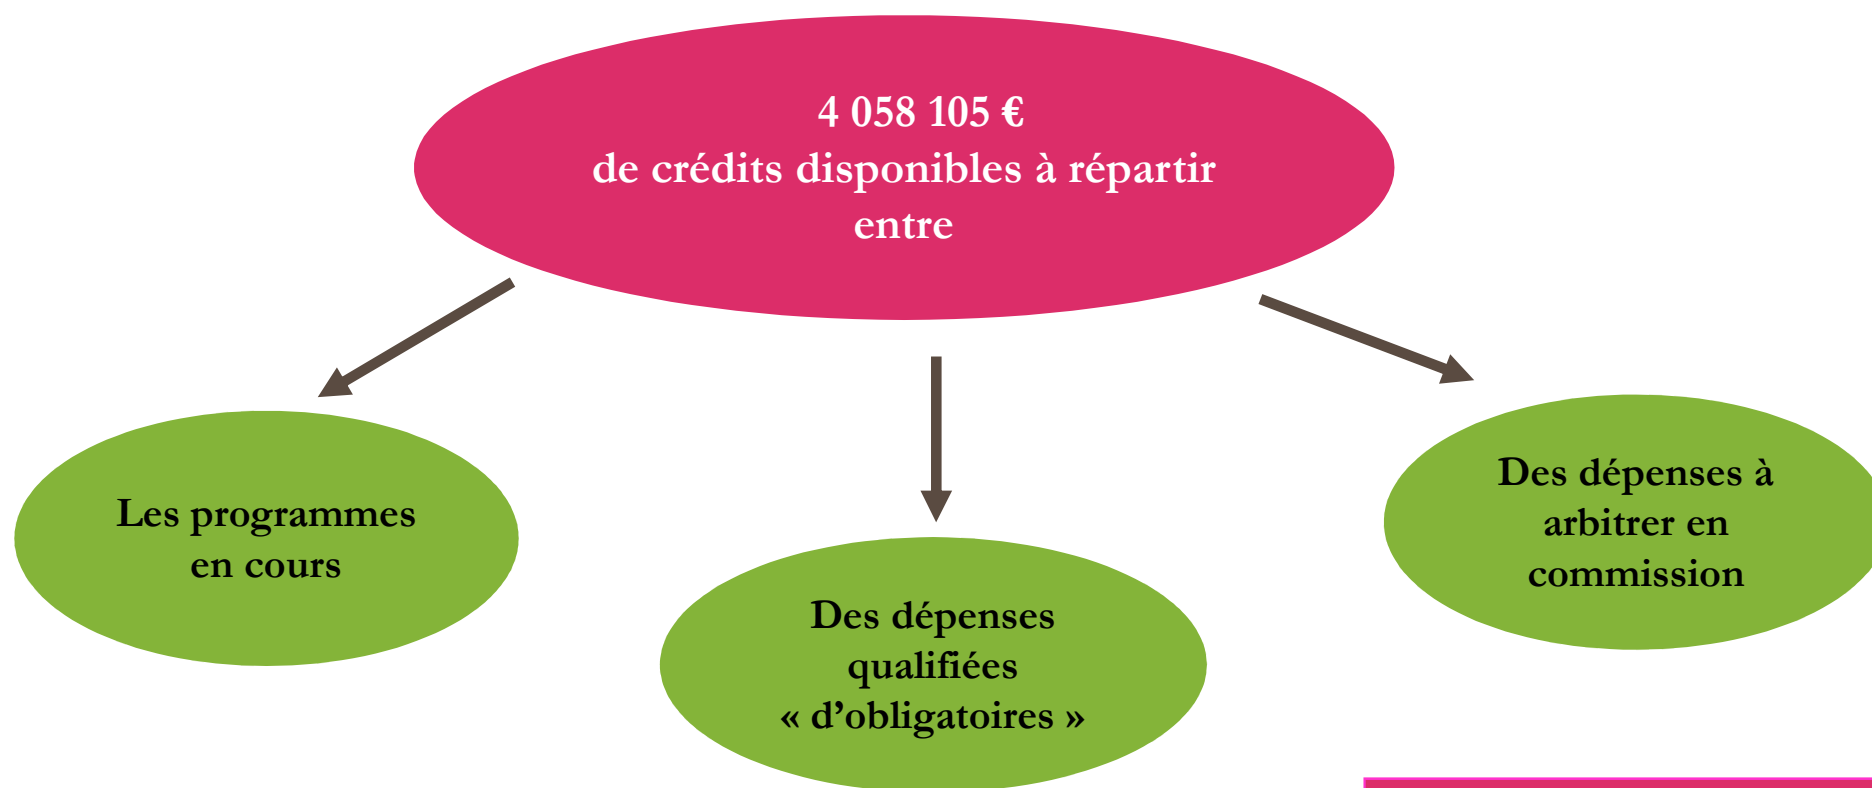 4 058 105 €
de crédits disponibles à répartir
entre
Les programmes
en cours
Des dépenses
qualifiées
« d’obligatoires »
Des dépenses à
arbitrer en
commission